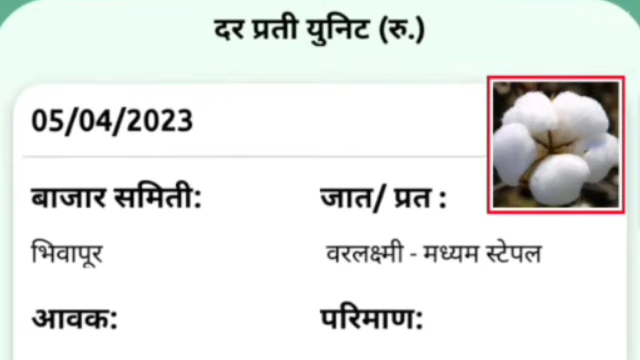 दर प्रती युनिट (रु.)
05/04/2023
बाजार समिती: जात/ प्रत :
भिवापूर वरलक्ष्मी - मध्यम स्टेपल
आवक: परिमाण: